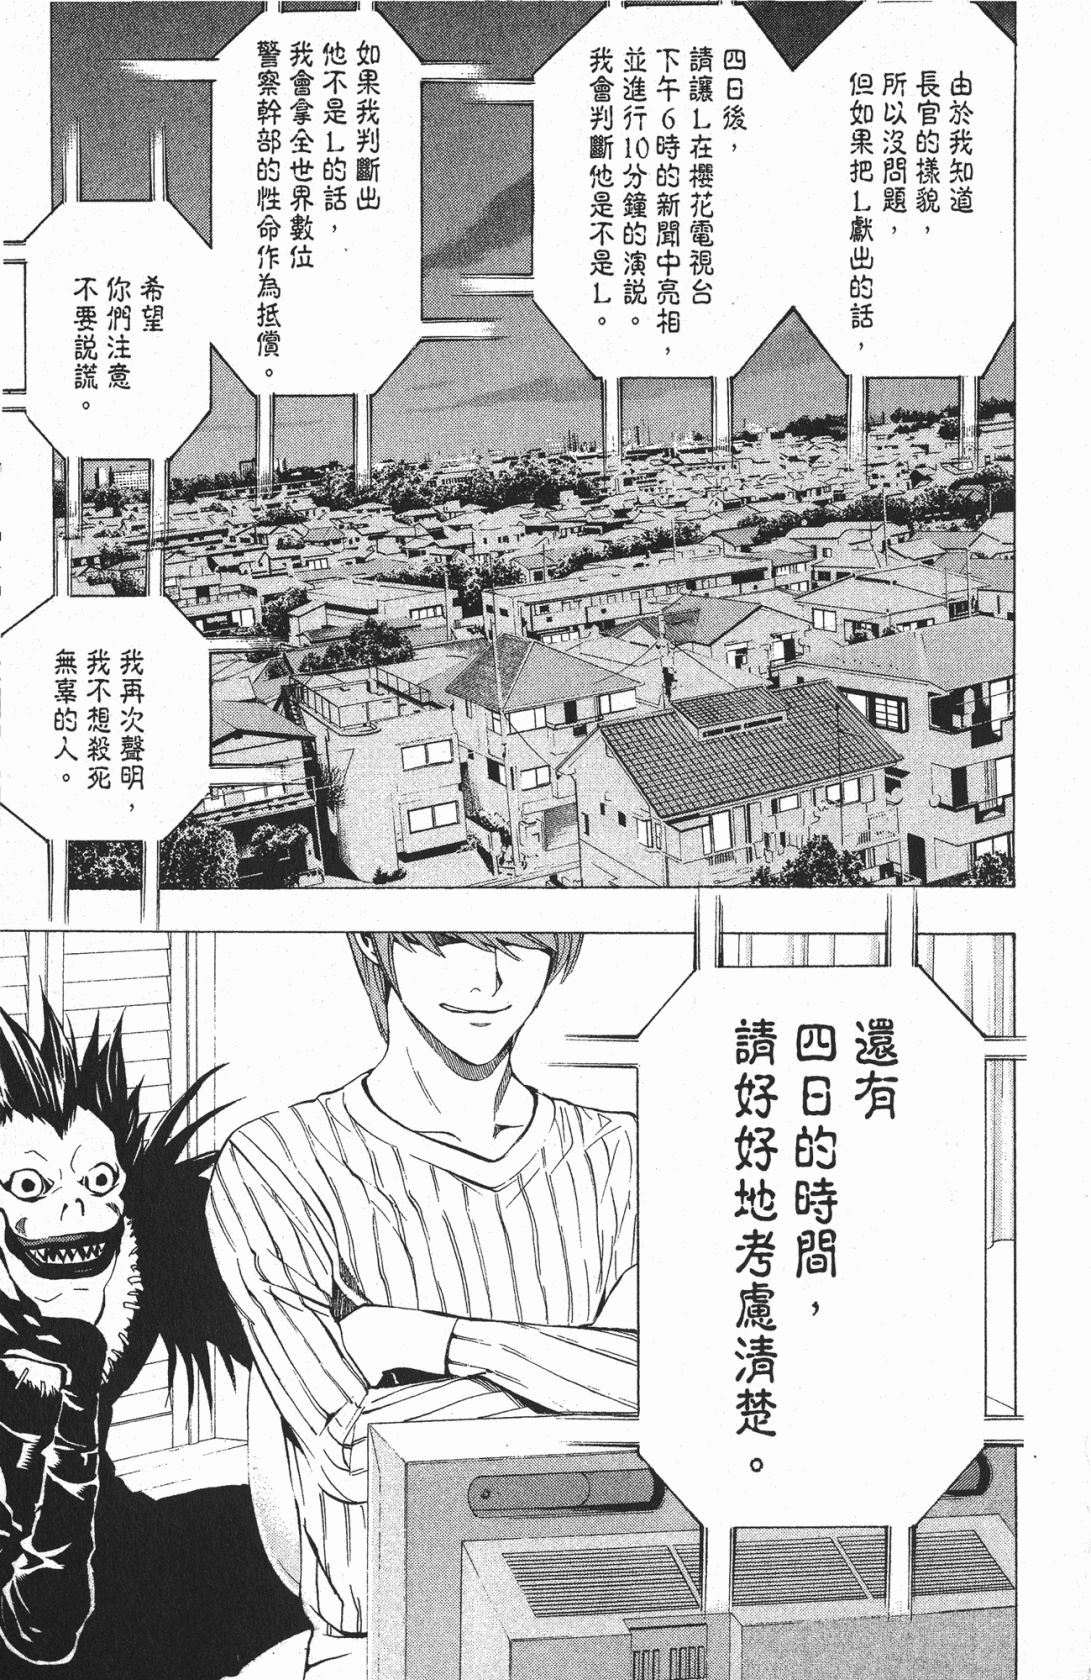 由於我知道
長官的樣貌，
所以沒問題，
但如果把L獻出的話，
四日後，
請讓L在櫻花電視台
下午6時的新聞中亮相，
並進行10分鐘的演說。
我會判斷他是不是L。
如果我判斷出
他不是L的話，
我會拿全世界數位
警察幹部的性命作為抵償。
希望
你們注意
不要說謊。
我再次聲明，
我不想殺死
無辜的人。
還有
四日的時間，
請好好地考慮清楚。